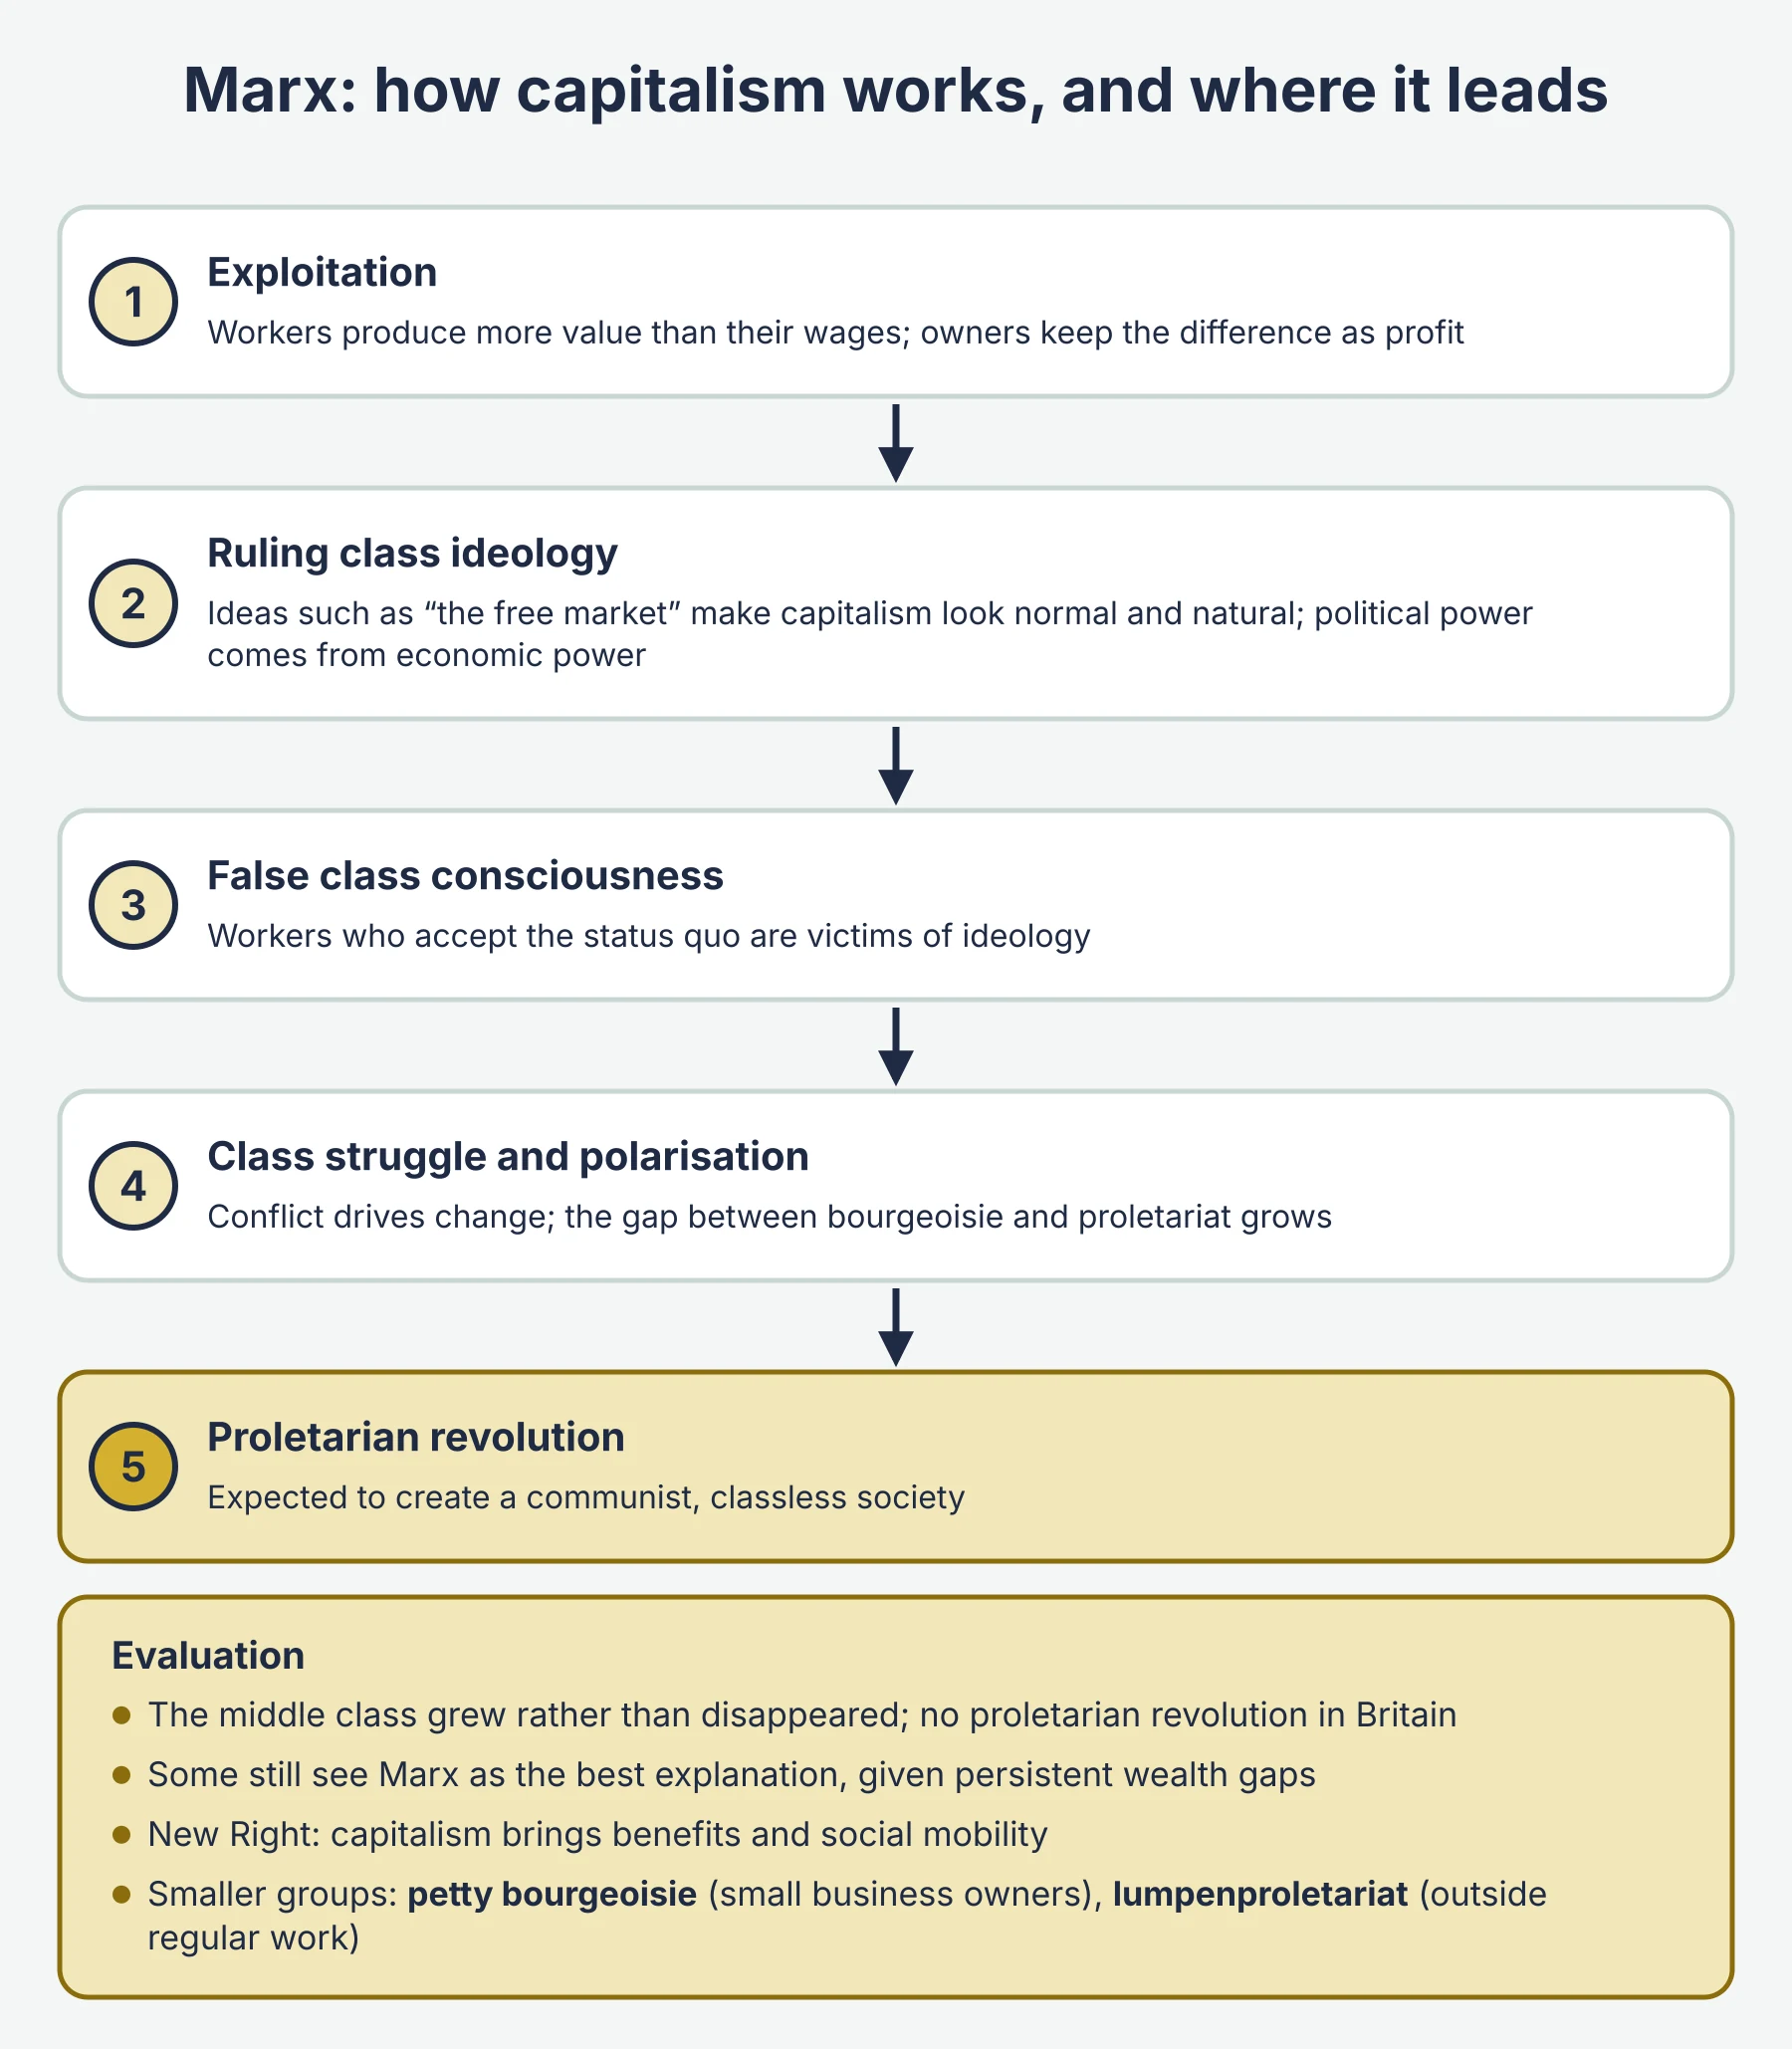 Marx: how capitalism works, and where it leads
1
Exploitation
Workers produce more value than their wages; owners keep the difference as profit
2
Ruling class ideology
Ideas such as “the free market” make capitalism look normal and natural; political power
comes from economic power
3
False class consciousness
Workers who accept the status quo are victims of ideology
4
Class struggle and polarisation
Conflict drives change; the gap between bourgeoisie and proletariat grows
5
Proletarian revolution
Expected to create a communist, classless society
Evaluation
● The middle class grew rather than disappeared; no proletarian revolution in Britain
● Some still see Marx as the best explanation, given persistent wealth gaps
● New Right: capitalism brings benefits and social mobility
● Smaller groups: petty bourgeoisie (small business owners), lumpenproletariat (outside
regular work)